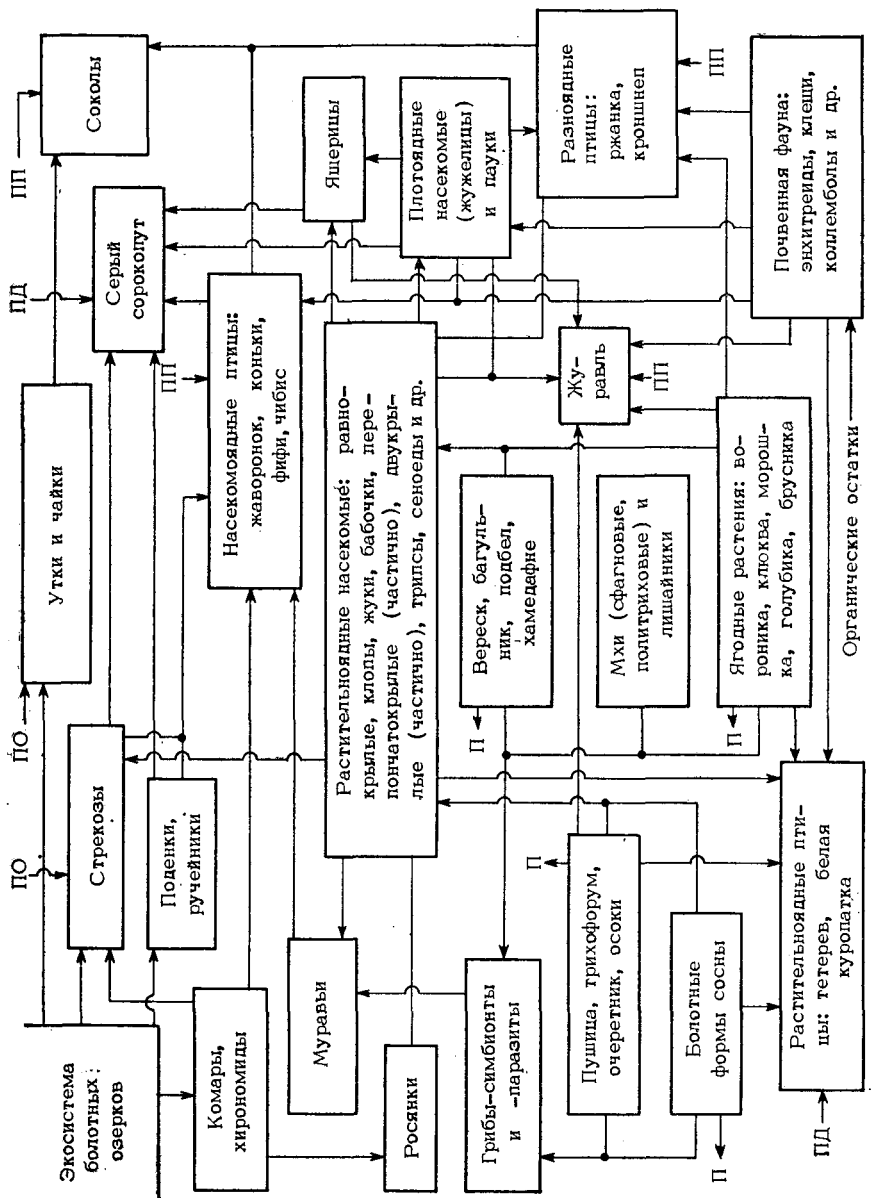 Экосистема
болотных
озерков
ПО
Стрекозы
Поденки,
ручейники
Комары,
хирономиды
Муравьи
Росянки
Грибы-симбионты
и -паразиты
ПО
Утки и чайки
ПП
Соколы
ПД
Серый
сорокопут
ПП
Насекомоядные птицы:
жаворонок, коньки,
фифи, чибис
Ящерицы
Плотоядные
насекомые
(жужелицы)
и пауки
Растительноядные насекомые: равно-
крылые, клопы, жуки, бабочки, пере-
пончатокрылые (частично), двукры-
лые (частично), трипсы, сеноеды и др.
Разноядные
птицы:
ржанка,
кроншнеп
ПП
Жу-
равль
ПП
Вереск, багуль-
ник, подбел,
хамедафне
П
Мхи (сфагновые,
политриховые) и
лишайники
Пушица, трихофорум,
очеретник, осоки
П
Болотные
формы сосны
П
Ягодные растения: во-
роника, клюква, морош-
ка, голубика, брусника
П
Почвенная фауна:
энхитреиды, клещи,
коллемболы и др.
Органические остатки
Растительноядные пти-
цы: тетерев, белая
куропатка
ПД